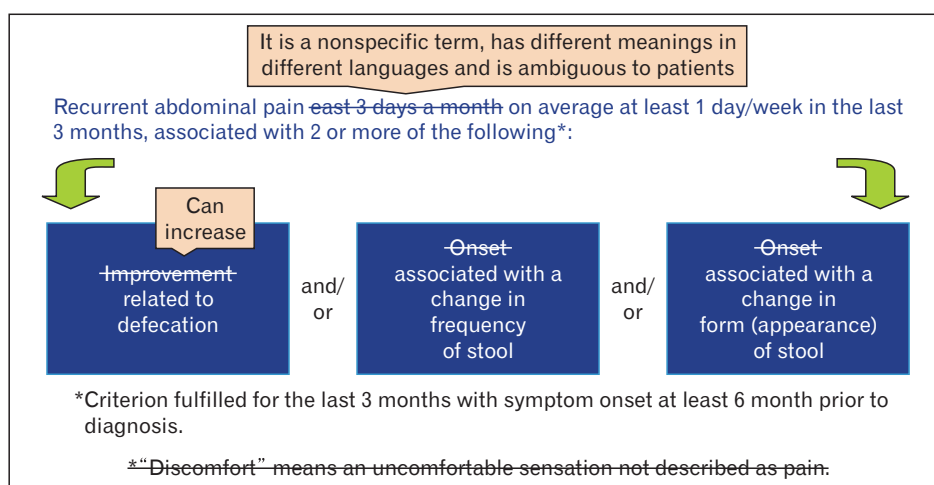 It is a nonspecific term, has different meanings in
different languages and is ambiguous to patients
Recurrent abdominal pain east 3 days a month on average at least 1 day/week in the last
3 months, associated with 2 or more of the following*:
Can
increase
Improvement
related to
defecation
and/
or
Onset
associated with a
change in
frequency
of stool
and/
or
Onset
associated with a
change in
form (appearance)
of stool
*Criterion fulfilled for the last 3 months with symptom onset at least 6 month prior to
diagnosis.
*“Discomfort” means an uncomfortable sensation not described as pain.